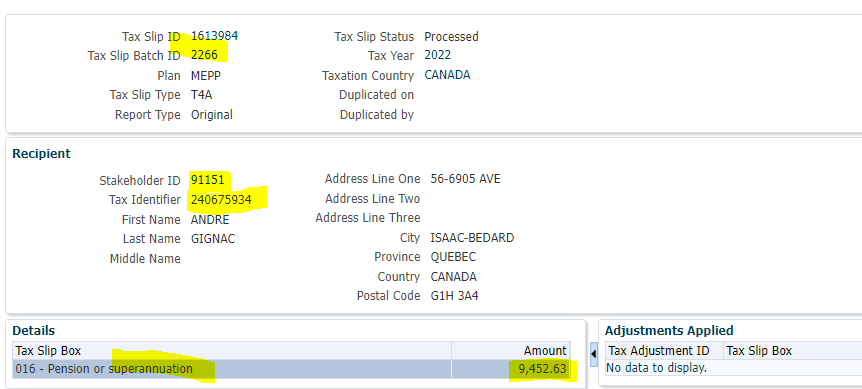 Tax Slip ID 1613984 Tax Slip Status Processed
Tax Slip Batch ID 2266 Tax Year 2022
Plan MEPP Taxation Country CANADA
Tax Slip Type T4A Duplicated on
Report Type Original Duplicated by
Recipient
Stakeholder ID 91151 Address Line One 56-6905 AVE
Tax Identifier 240675934 Address Line Two
First Name ANDRE Address Line Three
Last Name GIGNAC City ISAAC-BEDARD
Middle Name Province QUEBEC
Country CANADA
Postal Code G1H 3A4
Details Adjustments Applied
Tax Slip Box Amount Tax Adjustment ID Tax Slip Box
016 - Pension or superannuation 9,452.63 No data to display.